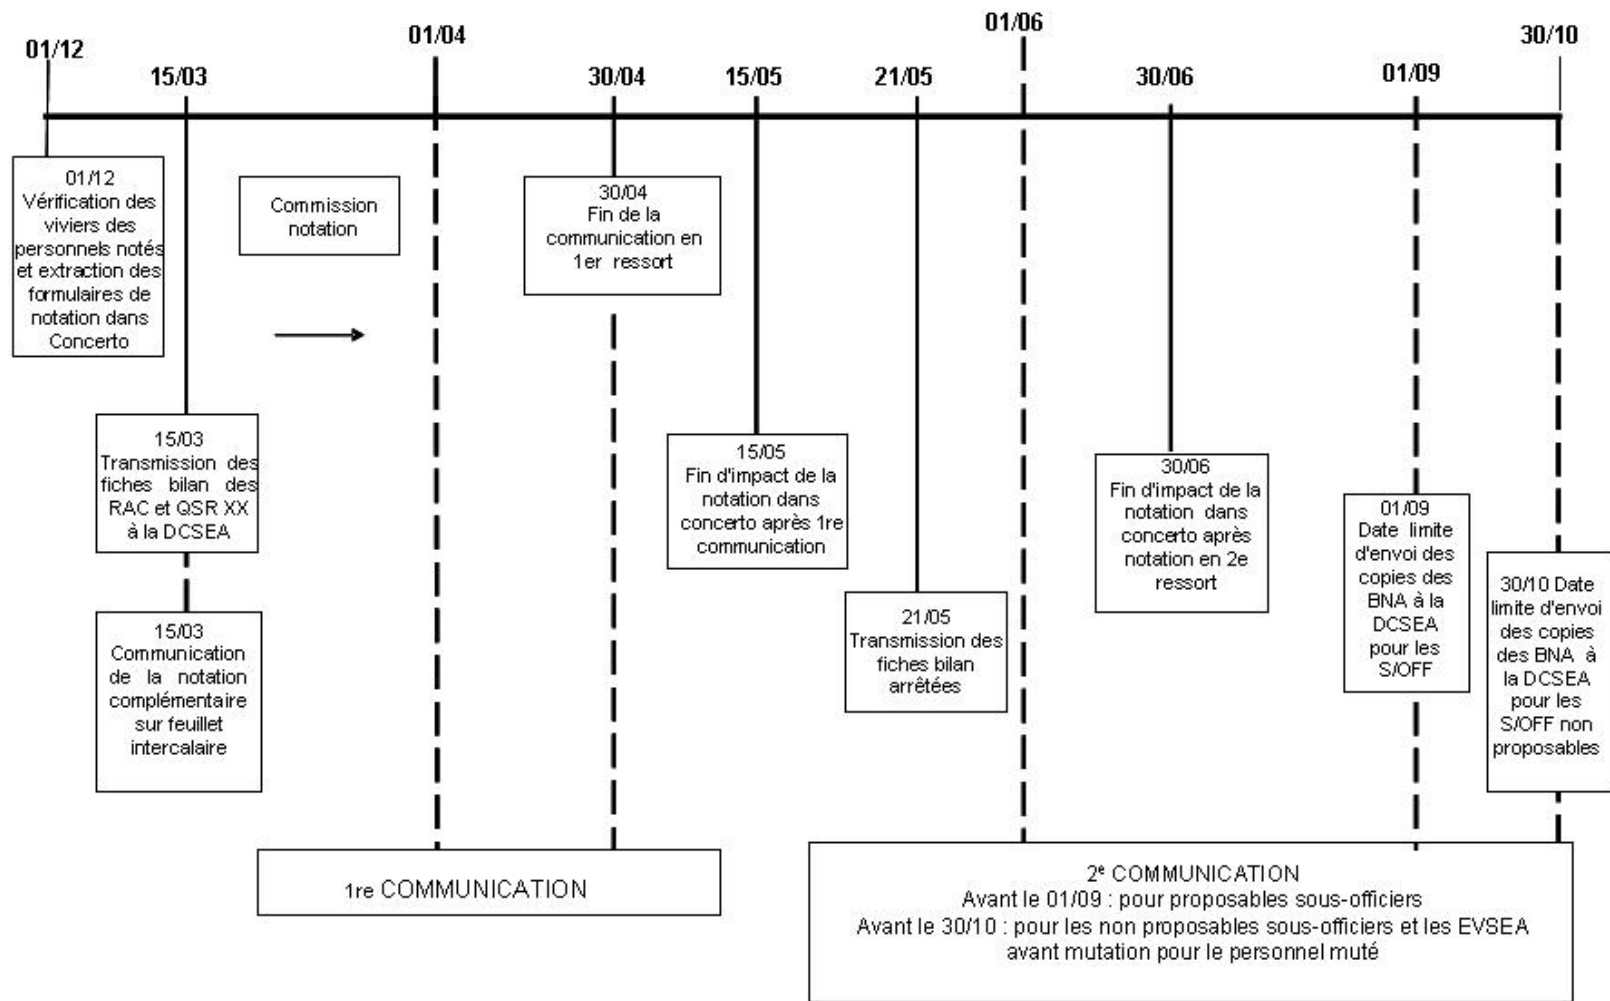 01/12
15/03
01/04
30/04
15/05
21/05
01/06
30/06
01/09
30/10
01/12
Vérification des
viviers des
personnels notés
et extraction des
formulaires de
notation dans
Concerto
Commission
notation
30/04
Fin de la
communication en
1er ressort
15/03
Transmission des
fiches bilan des
RAC et QSR XX
à la DCSEA
15/03
Communication
de la notation
complémentaire
sur feuillet
intercalaire
15/05
Fin d'impact de la
notation dans
concerto après 1re
communication
21/05
Transmission des
fiches bilan
arrêtées
30/06
Fin d'impact de la
notation dans
concerto après
notation en 2e
ressort
01/09
Date limite
d'envoi des
copies des
BNA à la
DCSEA
pour les
S/OFF
30/10 Date
limite d'envoi
des copies
des BNA à
la DCSEA
pour les
S/OFF non
proposables
1re COMMUNICATION
2e COMMUNICATION
Avant le 01/09 : pour proposables sous-officiers
Avant le 30/10 : pour les non proposables sous-officiers et les EVSEA
avant mutation pour le personnel muté